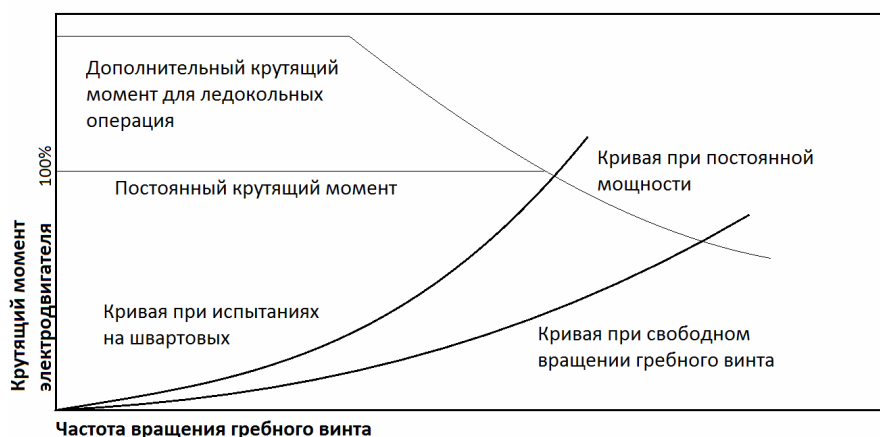 Дополнительный крутящий
момент для ледокольных
операция
100%
Постоянный крутящий момент
Кривая при постоянной
мощности
Крутящий момент
электродвигателя
Кривая при испытаниях
на швартовых
Кривая при свободном
вращении гребного винта
Частота вращения гребного винта